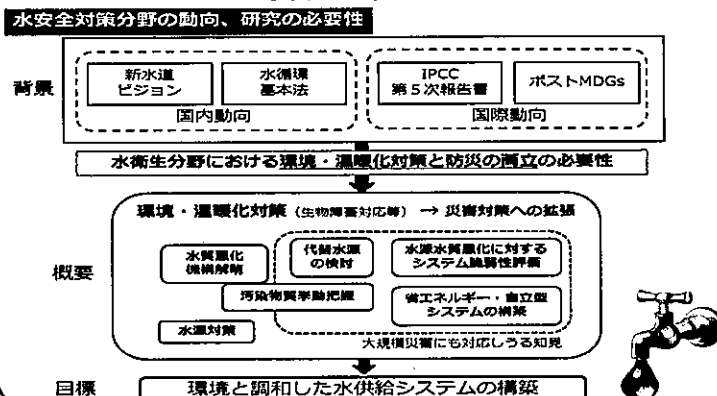 水安全対策分野の動向、研究の必要性
背景
新水道
ビジョン
水循環
基本法
国内動向
IPCC
第5次報告書
ポストMDGs
国際動向
水衛生分野における環境・温暖化対策と防災の両立の必要性
概要
環境・温暖化対策（生物障害対応等）→ 災害対策への拡張
水質悪化
機構解明
代替水源
の検討
水源水質悪化に対する
システム脆弱性評価
汚染物質挙動把握
省エネルギー・自立型
システムの構築
水源対策
大規模災害にも対応しうる知見
目標
環境と調和した水供給システムの構築